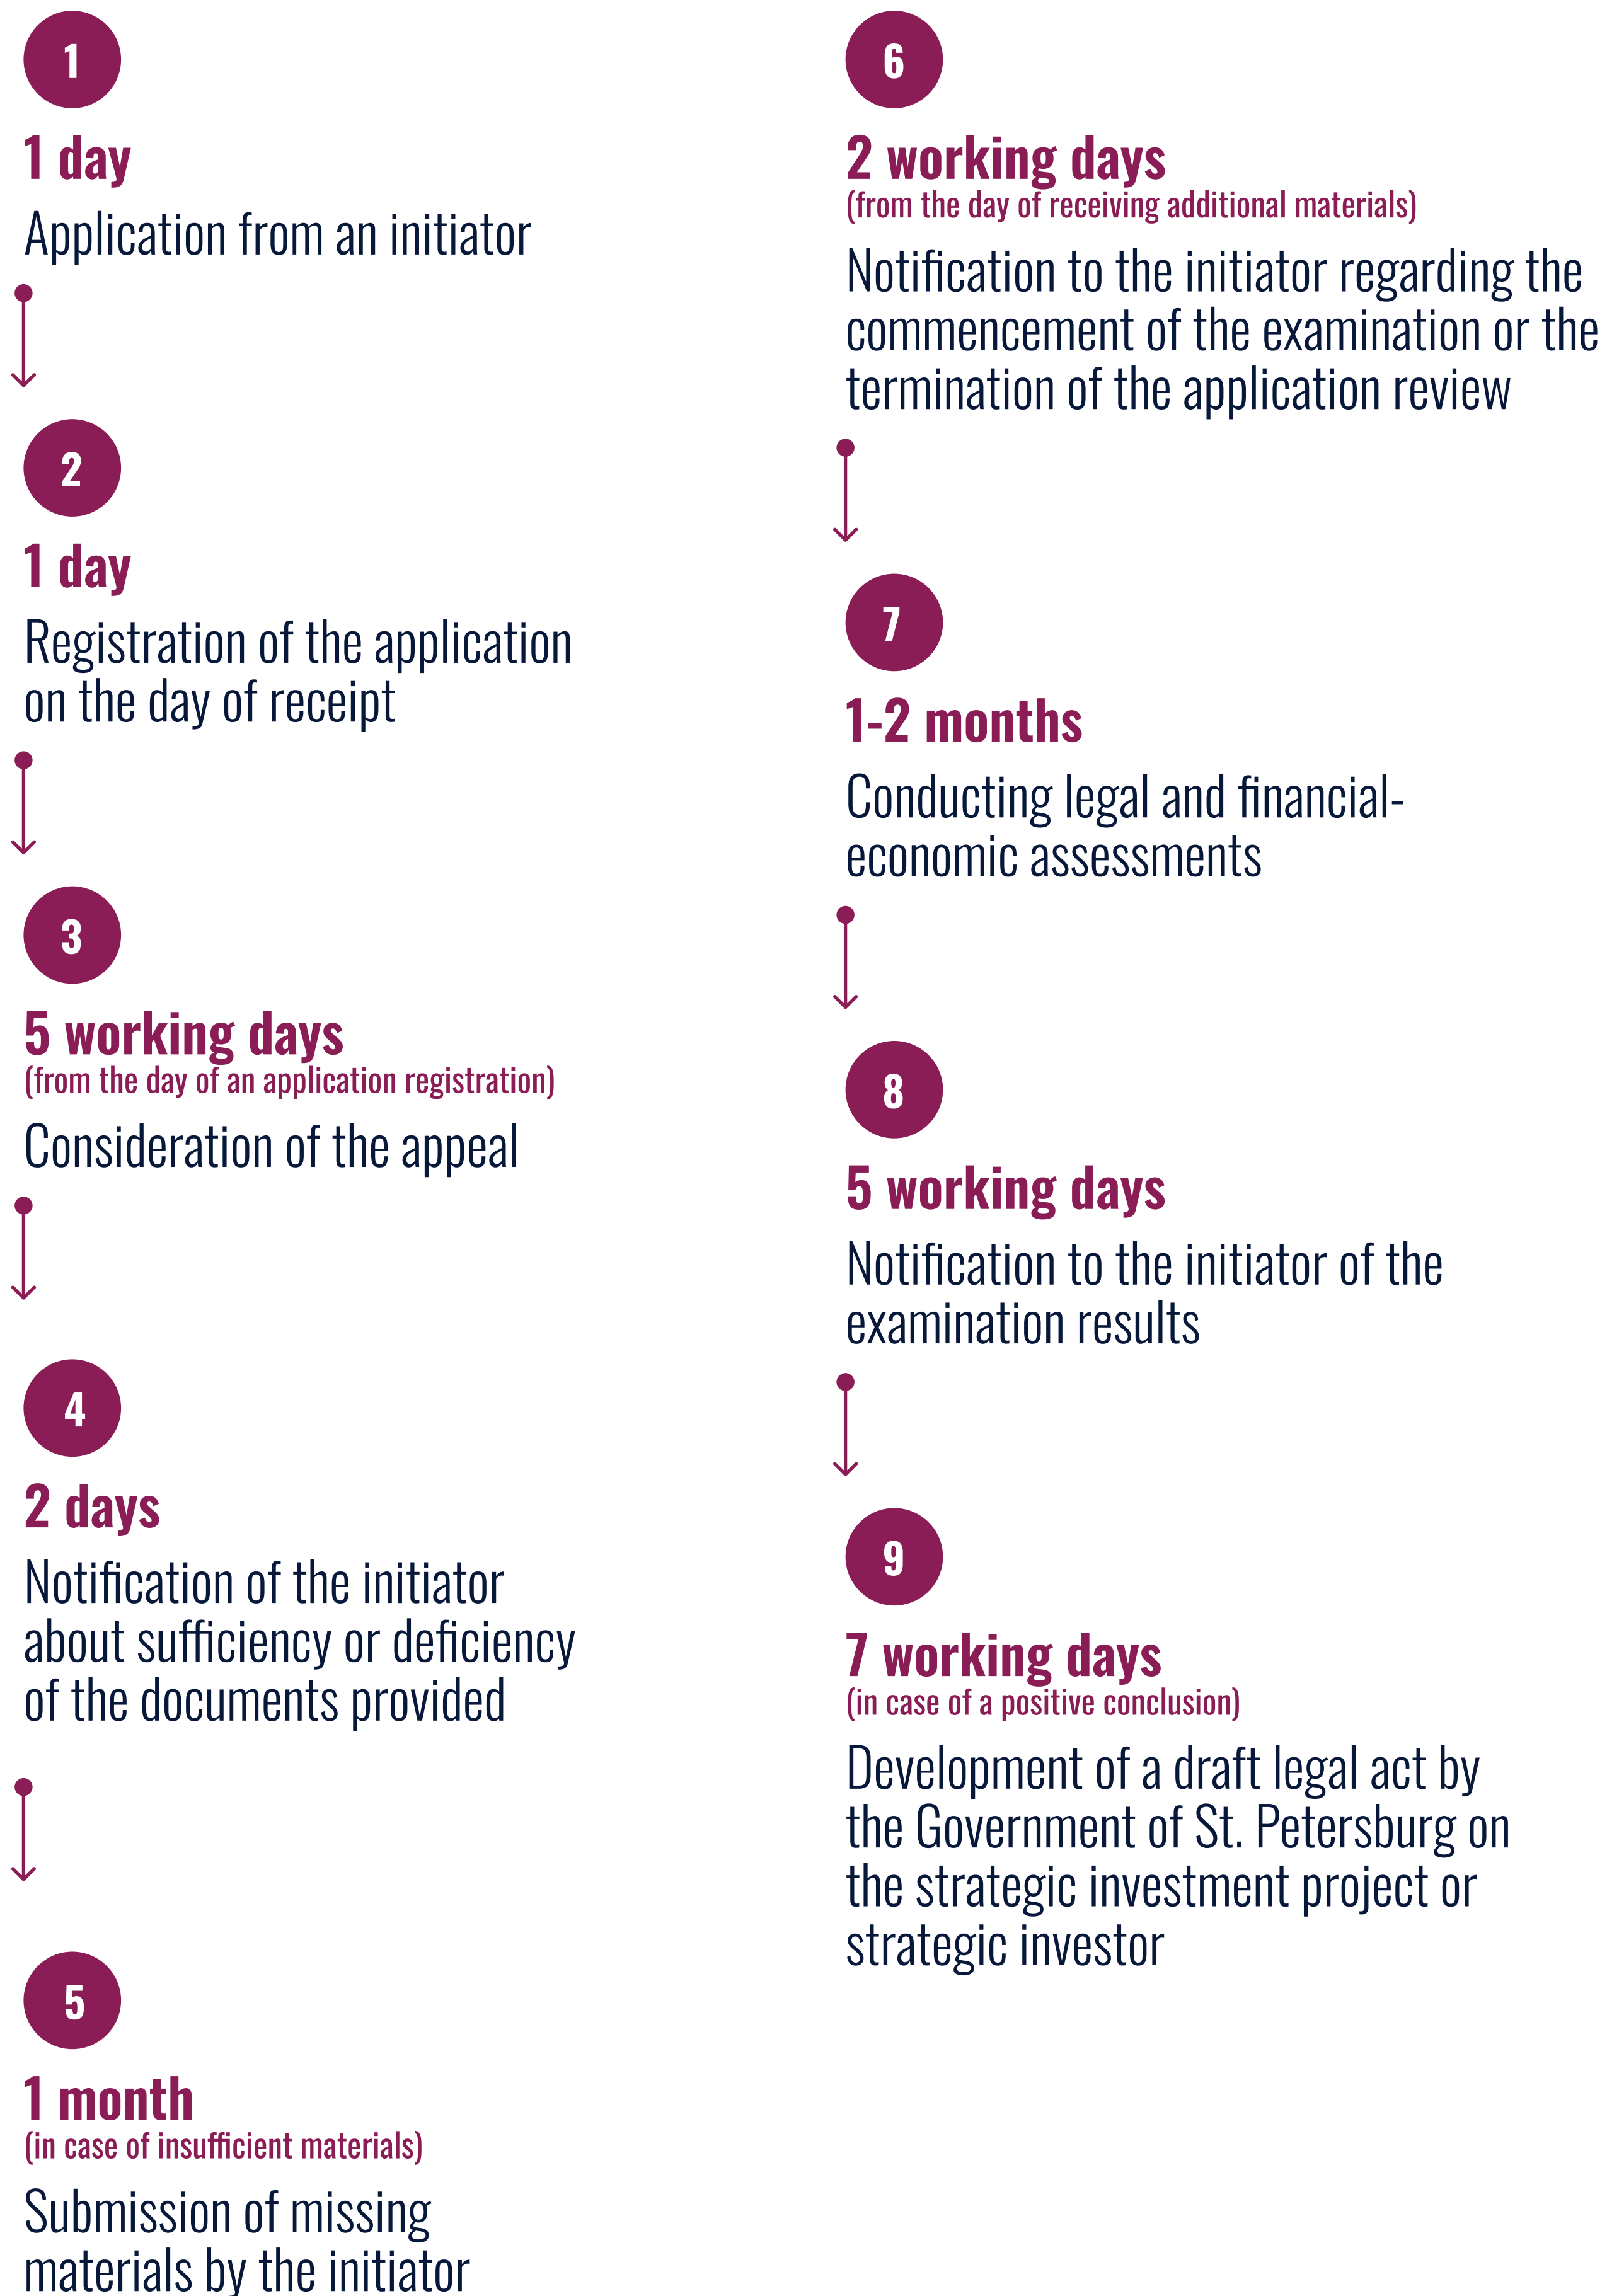 1
1 day
Application from an initiator
2
1 day
Registration of the application
on the day of receipt
3
5 working days
(from the day of an application registration)
Consideration of the appeal
4
2 days
Notification of the initiator
about sufficiency or deficiency
of the documents provided
5
1 month
(in case of insufficient materials)
Submission of missing
materials by the initiator
6
2 working days
(from the day of receiving additional materials)
Notification to the initiator regarding the
commencement of the examination or the
termination of the application review
7
1-2 months
Conducting legal and financial-
economic assessments
8
5 working days
Notification to the initiator of the
examination results
9
7 working days
(in case of a positive conclusion)
Development of a draft legal act by
the Government of St. Petersburg on
the strategic investment project or
strategic investor